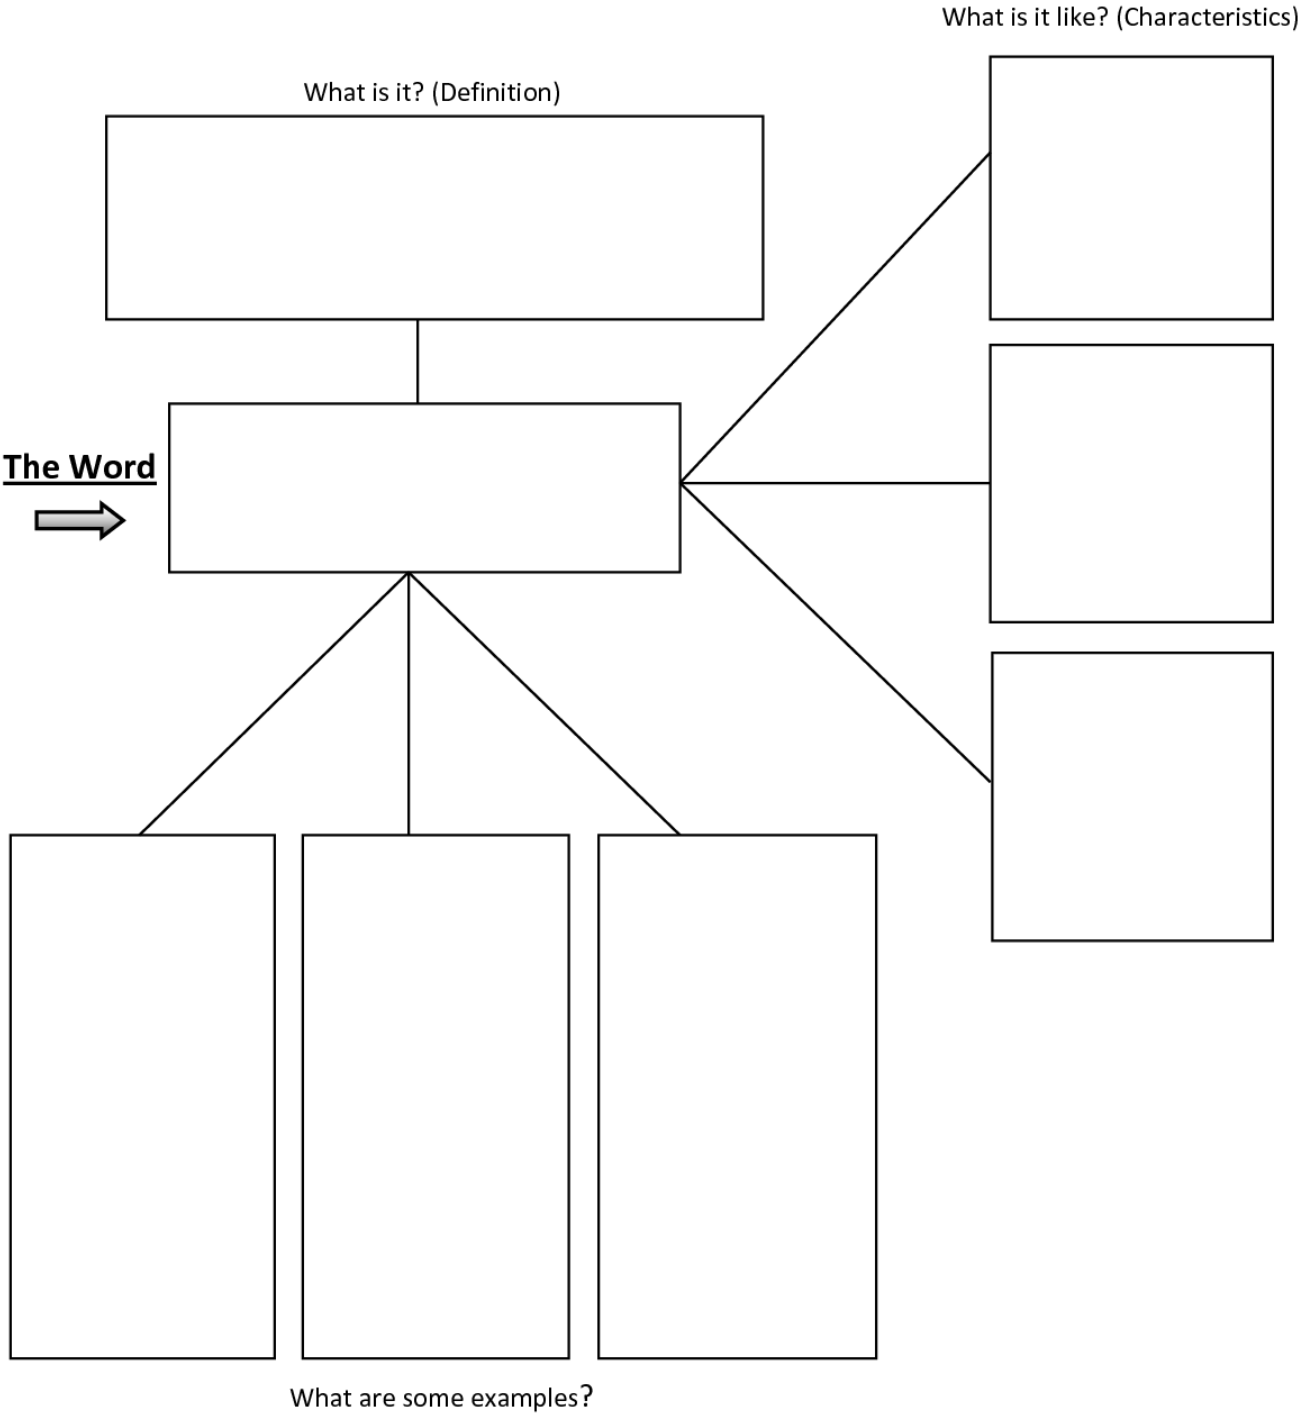 What is it like? (Characteristics)
What is it? (Definition)
The Word
What are some examples?